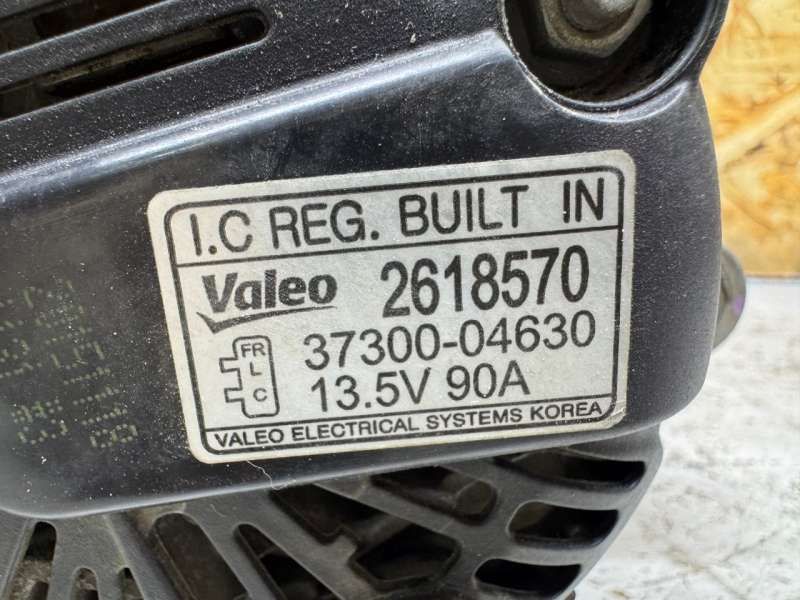 I.C REG. BUILT IN
Valeo 2618570
FR
L
C
37300-04630
13.5V 90A
VALEO ELECTRICAL SYSTEMS KOREA